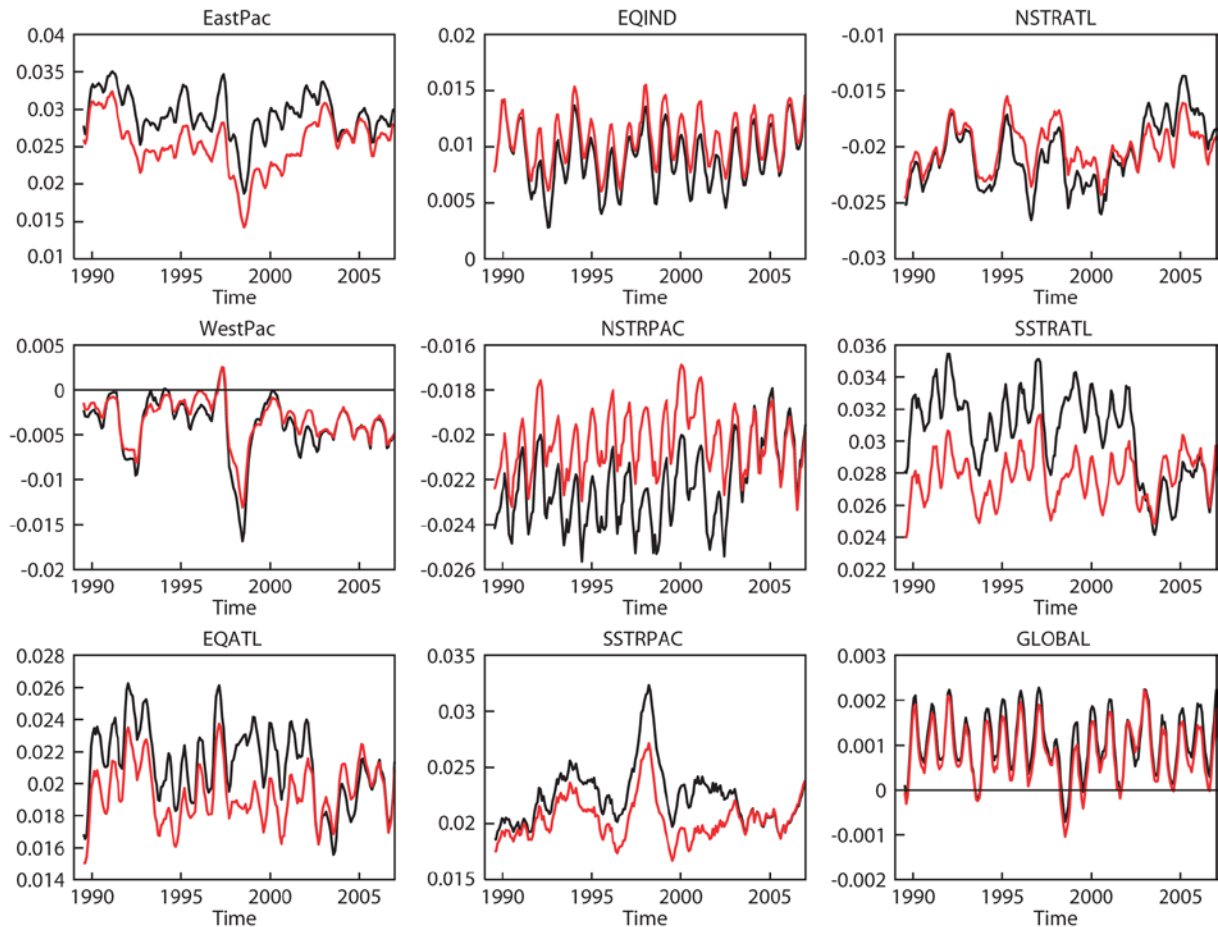 EastPac
0.04
0.035
0.03
0.025
0.02
0.015
0.01
1990 1995 2000 2005
Time
EQIND
0.02
0.015
0.01
0.005
0
1990 1995 2000 2005
Time
NSTRATL
-0.01
-0.015
-0.02
-0.025
-0.03
1990 1995 2000 2005
Time
WestPac
0.005
0
-0.005
-0.01
-0.015
-0.02
1990 1995 2000 2005
Time
NSTRPAC
-0.016
-0.018
-0.02
-0.022
-0.024
-0.026
1990 1995 2000 2005
Time
SSTRATL
0.036
0.034
0.032
0.03
0.028
0.026
0.024
0.022
1990 1995 2000 2005
Time
EQATL
0.028
0.026
0.024
0.022
0.02
0.018
0.016
0.014
1990 1995 2000 2005
Time
SSTRPAC
0.035
0.03
0.025
0.02
0.015
1990 1995 2000 2005
Time
GLOBAL
0.003
0.002
0.001
0
-0.001
-0.002
1990 1995 2000 2005
Time